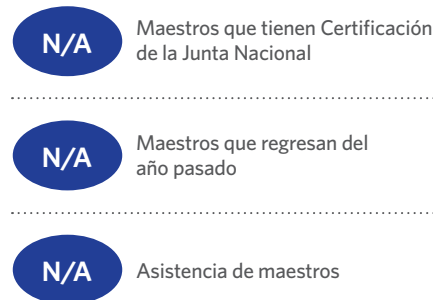 N/A
Maestros que tienen Certificación
de la Junta Nacional
N/A
Maestros que regresan del
año pasado
N/A
Asistencia de maestros